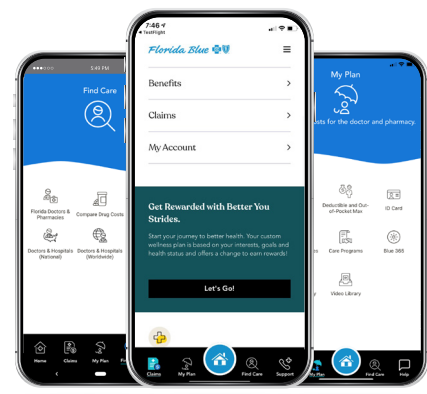 5:49 PM
Find Care
Florida Doctors &
Pharmacies
Compare Drug Costs
Doctors & Hospitals
(National)
Doctors & Hospitals
(Worldwide)
Home
Claims
My Plan
7:46
TestFlight
Florida Blue
Benefits
Claims
My Account
Get Rewarded with Better You
Strides.
Start your journey to better health. Your custom
wellness plan is based on your interests, goals and
health status and offers a change to earn rewards!
Let's Go!
Claims
My Plan
Find Care
Support
My Plan
sts for the doctor and pharmacy.
Deductible and Out-
of-Pocket Max
ID Card
Care Programs
Blue 365
Video Library
My Plan
Find Care
Help